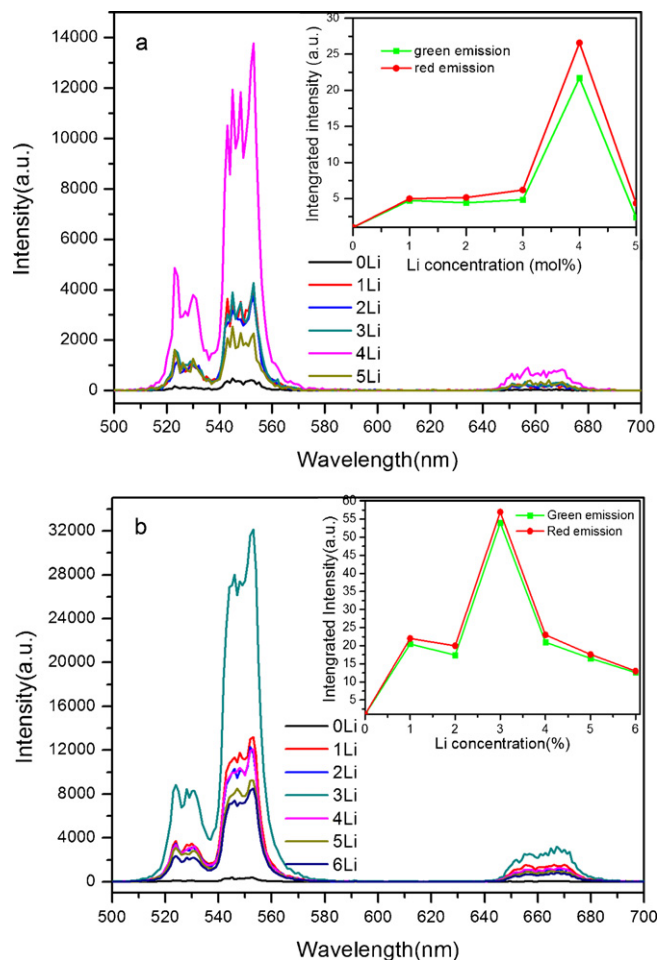 a
14000
12000
10000
8000
6000
4000
2000
0
Intensity(a.u.)
500 520 540 560 580 600 620 640 660 680 700
Wavelength(nm)
0Li
1Li
2Li
3Li
4Li
5Li
green emission
red emission
30
25
20
15
10
5
Intengrated intensity (a.u.)
0 1 2 3 4 5
Li concentration (mol%)
b
32000
28000
24000
20000
16000
12000
8000
4000
0
Intensity(a.u.)
500 520 540 560 580 600 620 640 660 680 700
Wavelength(nm)
0Li
1Li
2Li
3Li
4Li
5Li
6Li
Green emission
Red emission
60
55
50
45
40
35
30
25
20
15
10
5
Intengrated Intensity(a.u.)
0 1 2 3 4 5 6
Li concentration(%)